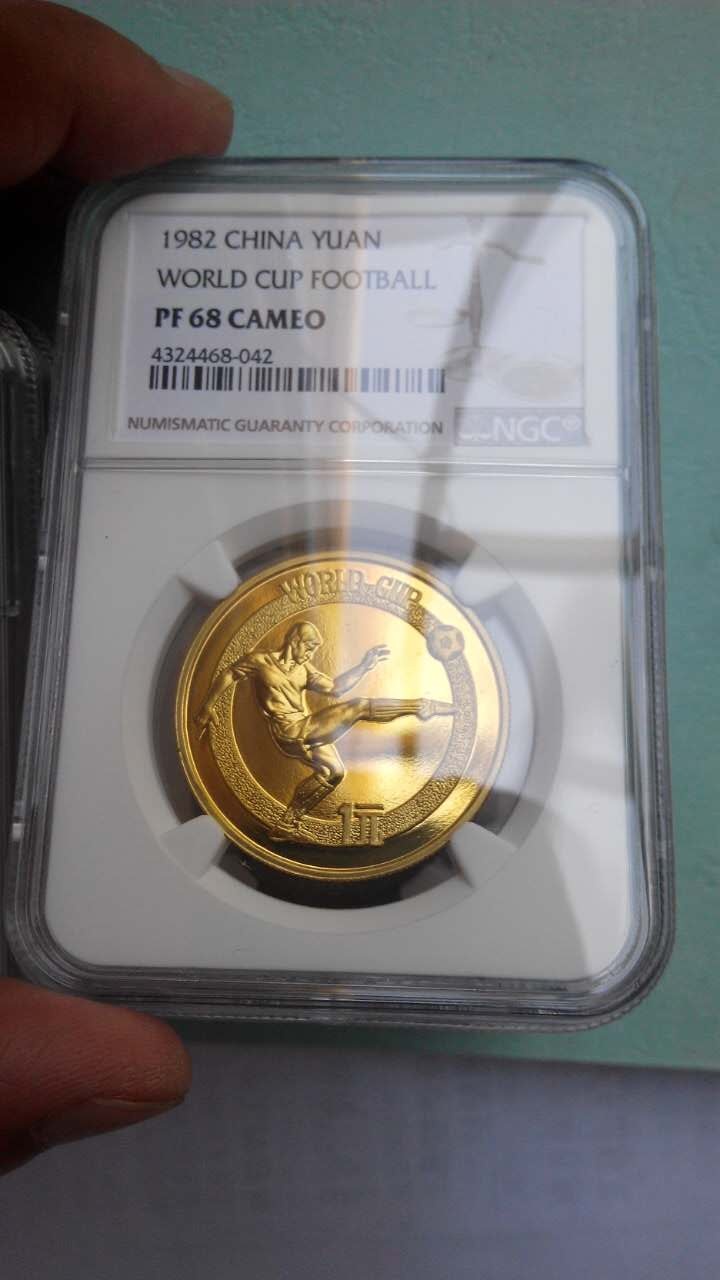 1982 CHINA YUAN
WORLD CUP FOOTBALL
PF 68 CAMEO
4324468-042
NUMISMATIC GUARANTY CORPORATION
NGC®
WORLD CUP
1元